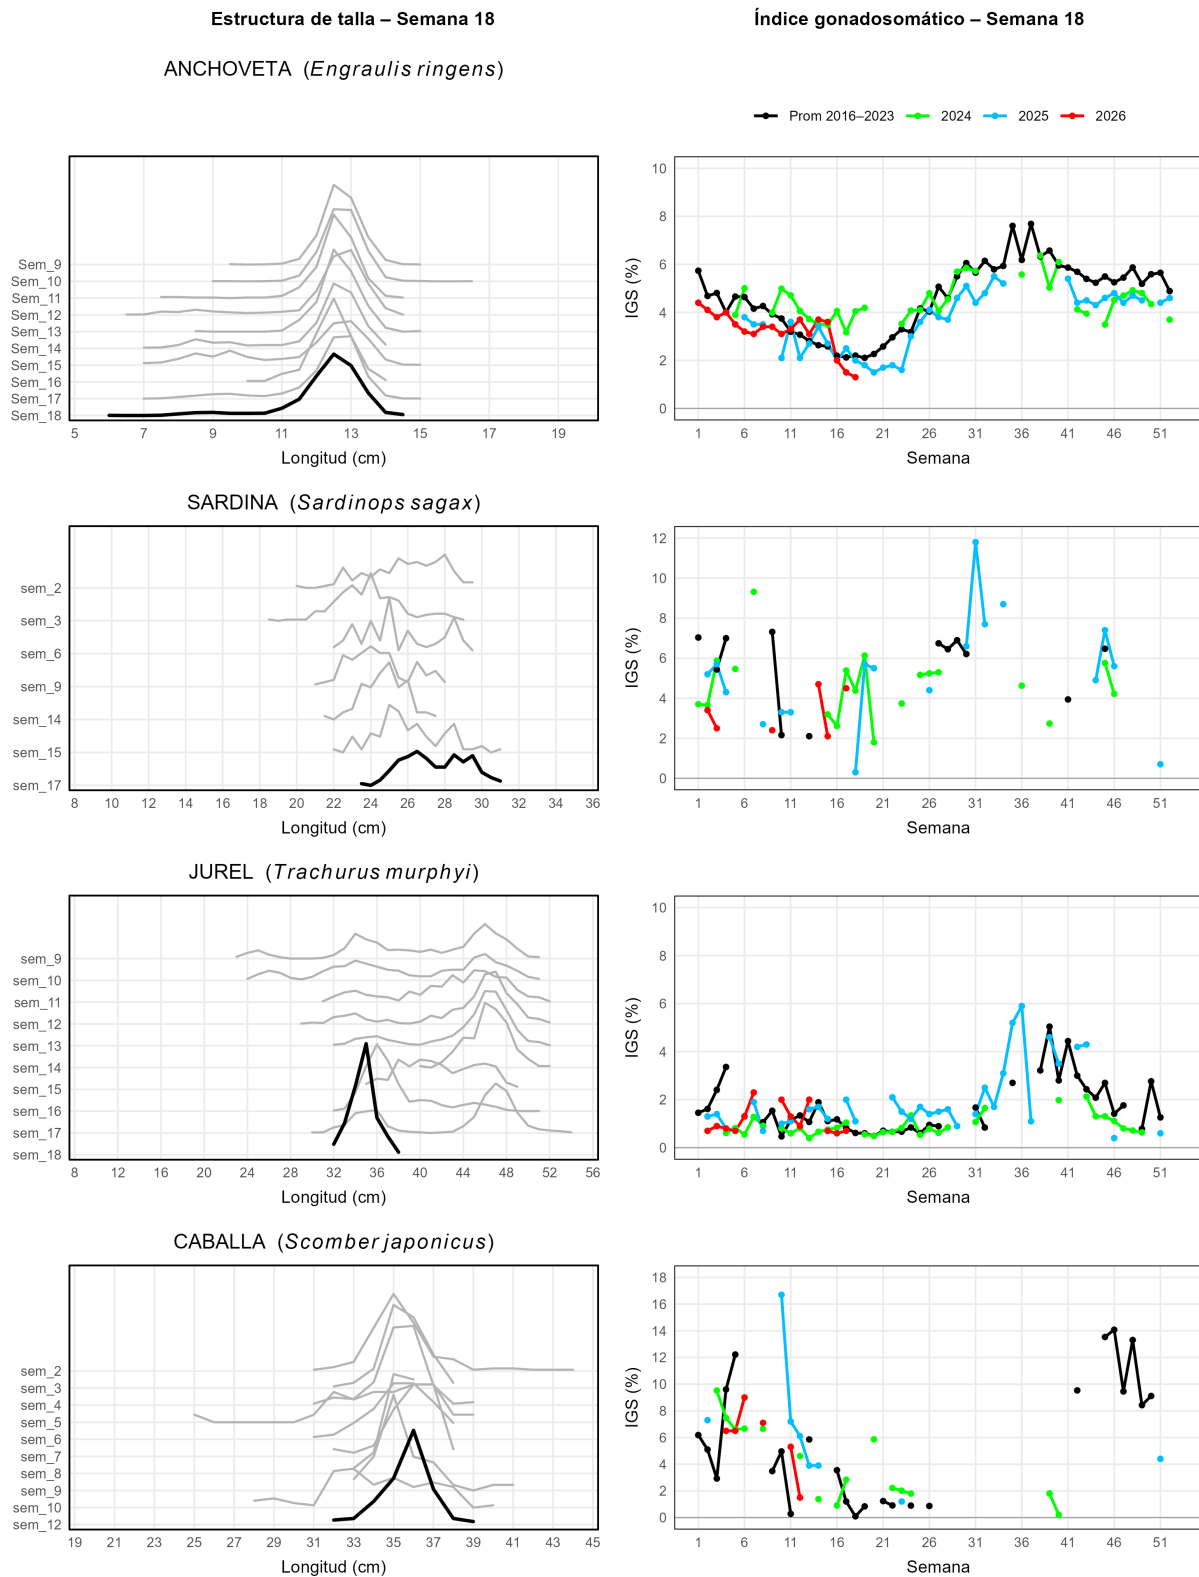 Estructura de talla – Semana 18
Índice gonadosomático – Semana 18
ANCHOVETA (Engraulis ringens)
Prom 2016–2023 2024 2025 2026
Sem_9
Sem_10
Sem_11
Sem_12
Sem_13
Sem_14
Sem_15
Sem_16
Sem_17
Sem_18
5 7 9 11 13 15 17 19
Longitud (cm)
IGS (%)
10
8
6
4
2
0
1 6 11 16 21 26 31 36 41 46 51
Semana
SARDINA (Sardinops sagax)
sem_2
sem_3
sem_6
sem_9
sem_14
sem_15
sem_17
8 10 12 14 16 18 20 22 24 26 28 30 32 34 36
Longitud (cm)
IGS (%)
12
10
8
6
4
2
0
1 6 11 16 21 26 31 36 41 46 51
Semana
JUREL (Trachurus murphyi)
sem_9
sem_10
sem_11
sem_12
sem_13
sem_14
sem_15
sem_16
sem_17
sem_18
8 12 16 20 24 28 32 36 40 44 48 52 56
Longitud (cm)
IGS (%)
10
8
6
4
2
0
1 6 11 16 21 26 31 36 41 46 51
Semana
CABALLA (Scomber japonicus)
sem_2
sem_3
sem_4
sem_5
sem_6
sem_7
sem_8
sem_9
sem_10
sem_12
19 21 23 25 27 29 31 33 35 37 39 41 43 45
Longitud (cm)
IGS (%)
18
16
14
12
10
8
6
4
2
0
1 6 11 16 21 26 31 36 41 46 51
Semana